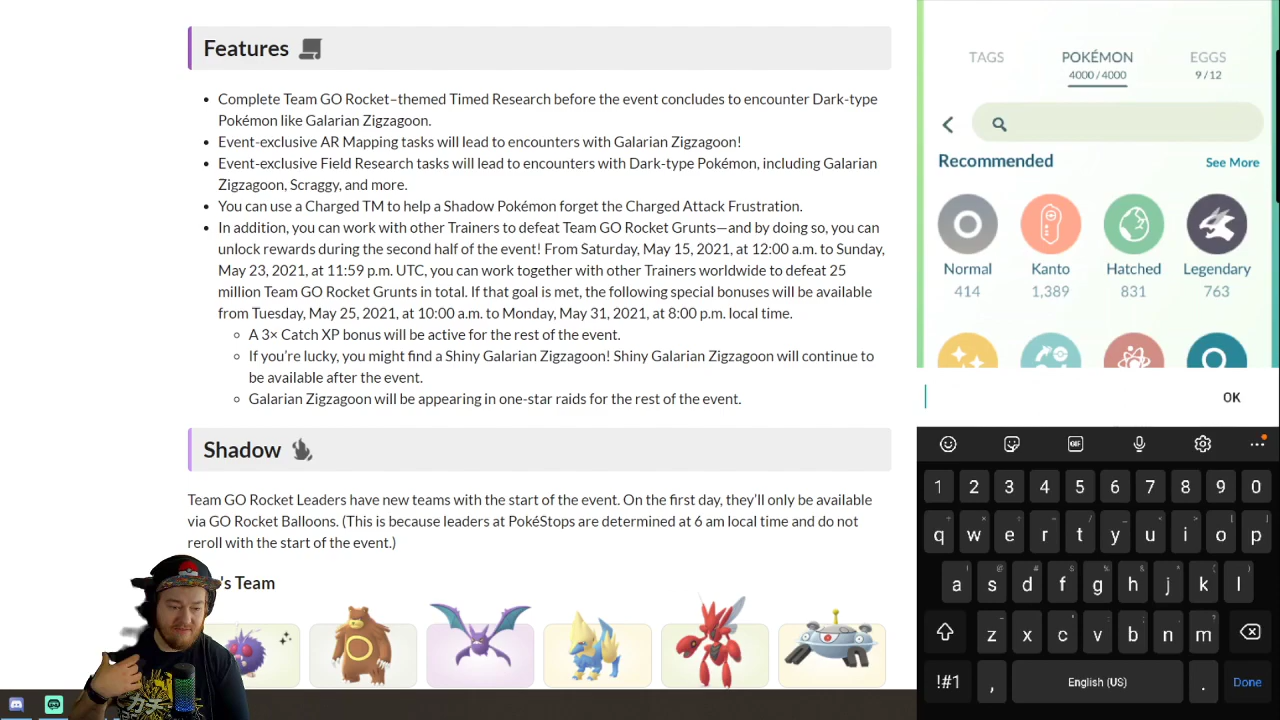 Features
Complete Team GO Rocket–themed Timed Research before the event concludes to encounter Dark-type
Pokémon like Galarian Zigzagoon.
Event-exclusive AR Mapping tasks will lead to encounters with Galarian Zigzagoon!
Event-exclusive Field Research tasks will lead to encounters with Dark-type Pokémon, including Galarian
Zigzagoon, Scraggy, and more.
You can use a Charged TM to help a Shadow Pokémon forget the Charged Attack Frustration.
In addition, you can work with other Trainers to defeat Team GO Rocket Grunts—and by doing so, you can
unlock rewards during the second half of the event! From Saturday, May 15, 2021, at 12:00 a.m. to Sunday,
May 23, 2021, at 11:59 p.m. UTC, you can work together with other Trainers worldwide to defeat 25
million Team GO Rocket Grunts in total. If that goal is met, the following special bonuses will be available
from Tuesday, May 25, 2021, at 10:00 a.m. to Monday, May 31, 2021, at 8:00 p.m. local time.
A 3× Catch XP bonus will be active for the rest of the event.
If you're lucky, you might find a Shiny Galarian Zigzagoon! Shiny Galarian Zigzagoon will continue to
be available after the event.
Galarian Zigzagoon will be appearing in one-star raids for the rest of the event.
Shadow
Team GO Rocket Leaders have new teams with the start of the event. On the first day, they'll only be available
via GO Rocket Balloons. (This is because leaders at PokéStops are determined at 6 am local time and do not
reroll with the start of the event.)
's Team
TAGS POKÉMON EGGS
4000 / 4000 9 / 12
Recommended See More
Normal Kanto Hatched Legendary
414 1,389 831 763
OK
GIF
1 2 3 4 5 6 7 8 9 0
q w e r t y u i o p
a s d f g h j k l
z x c v b n m
!#1 , English (US) . Done